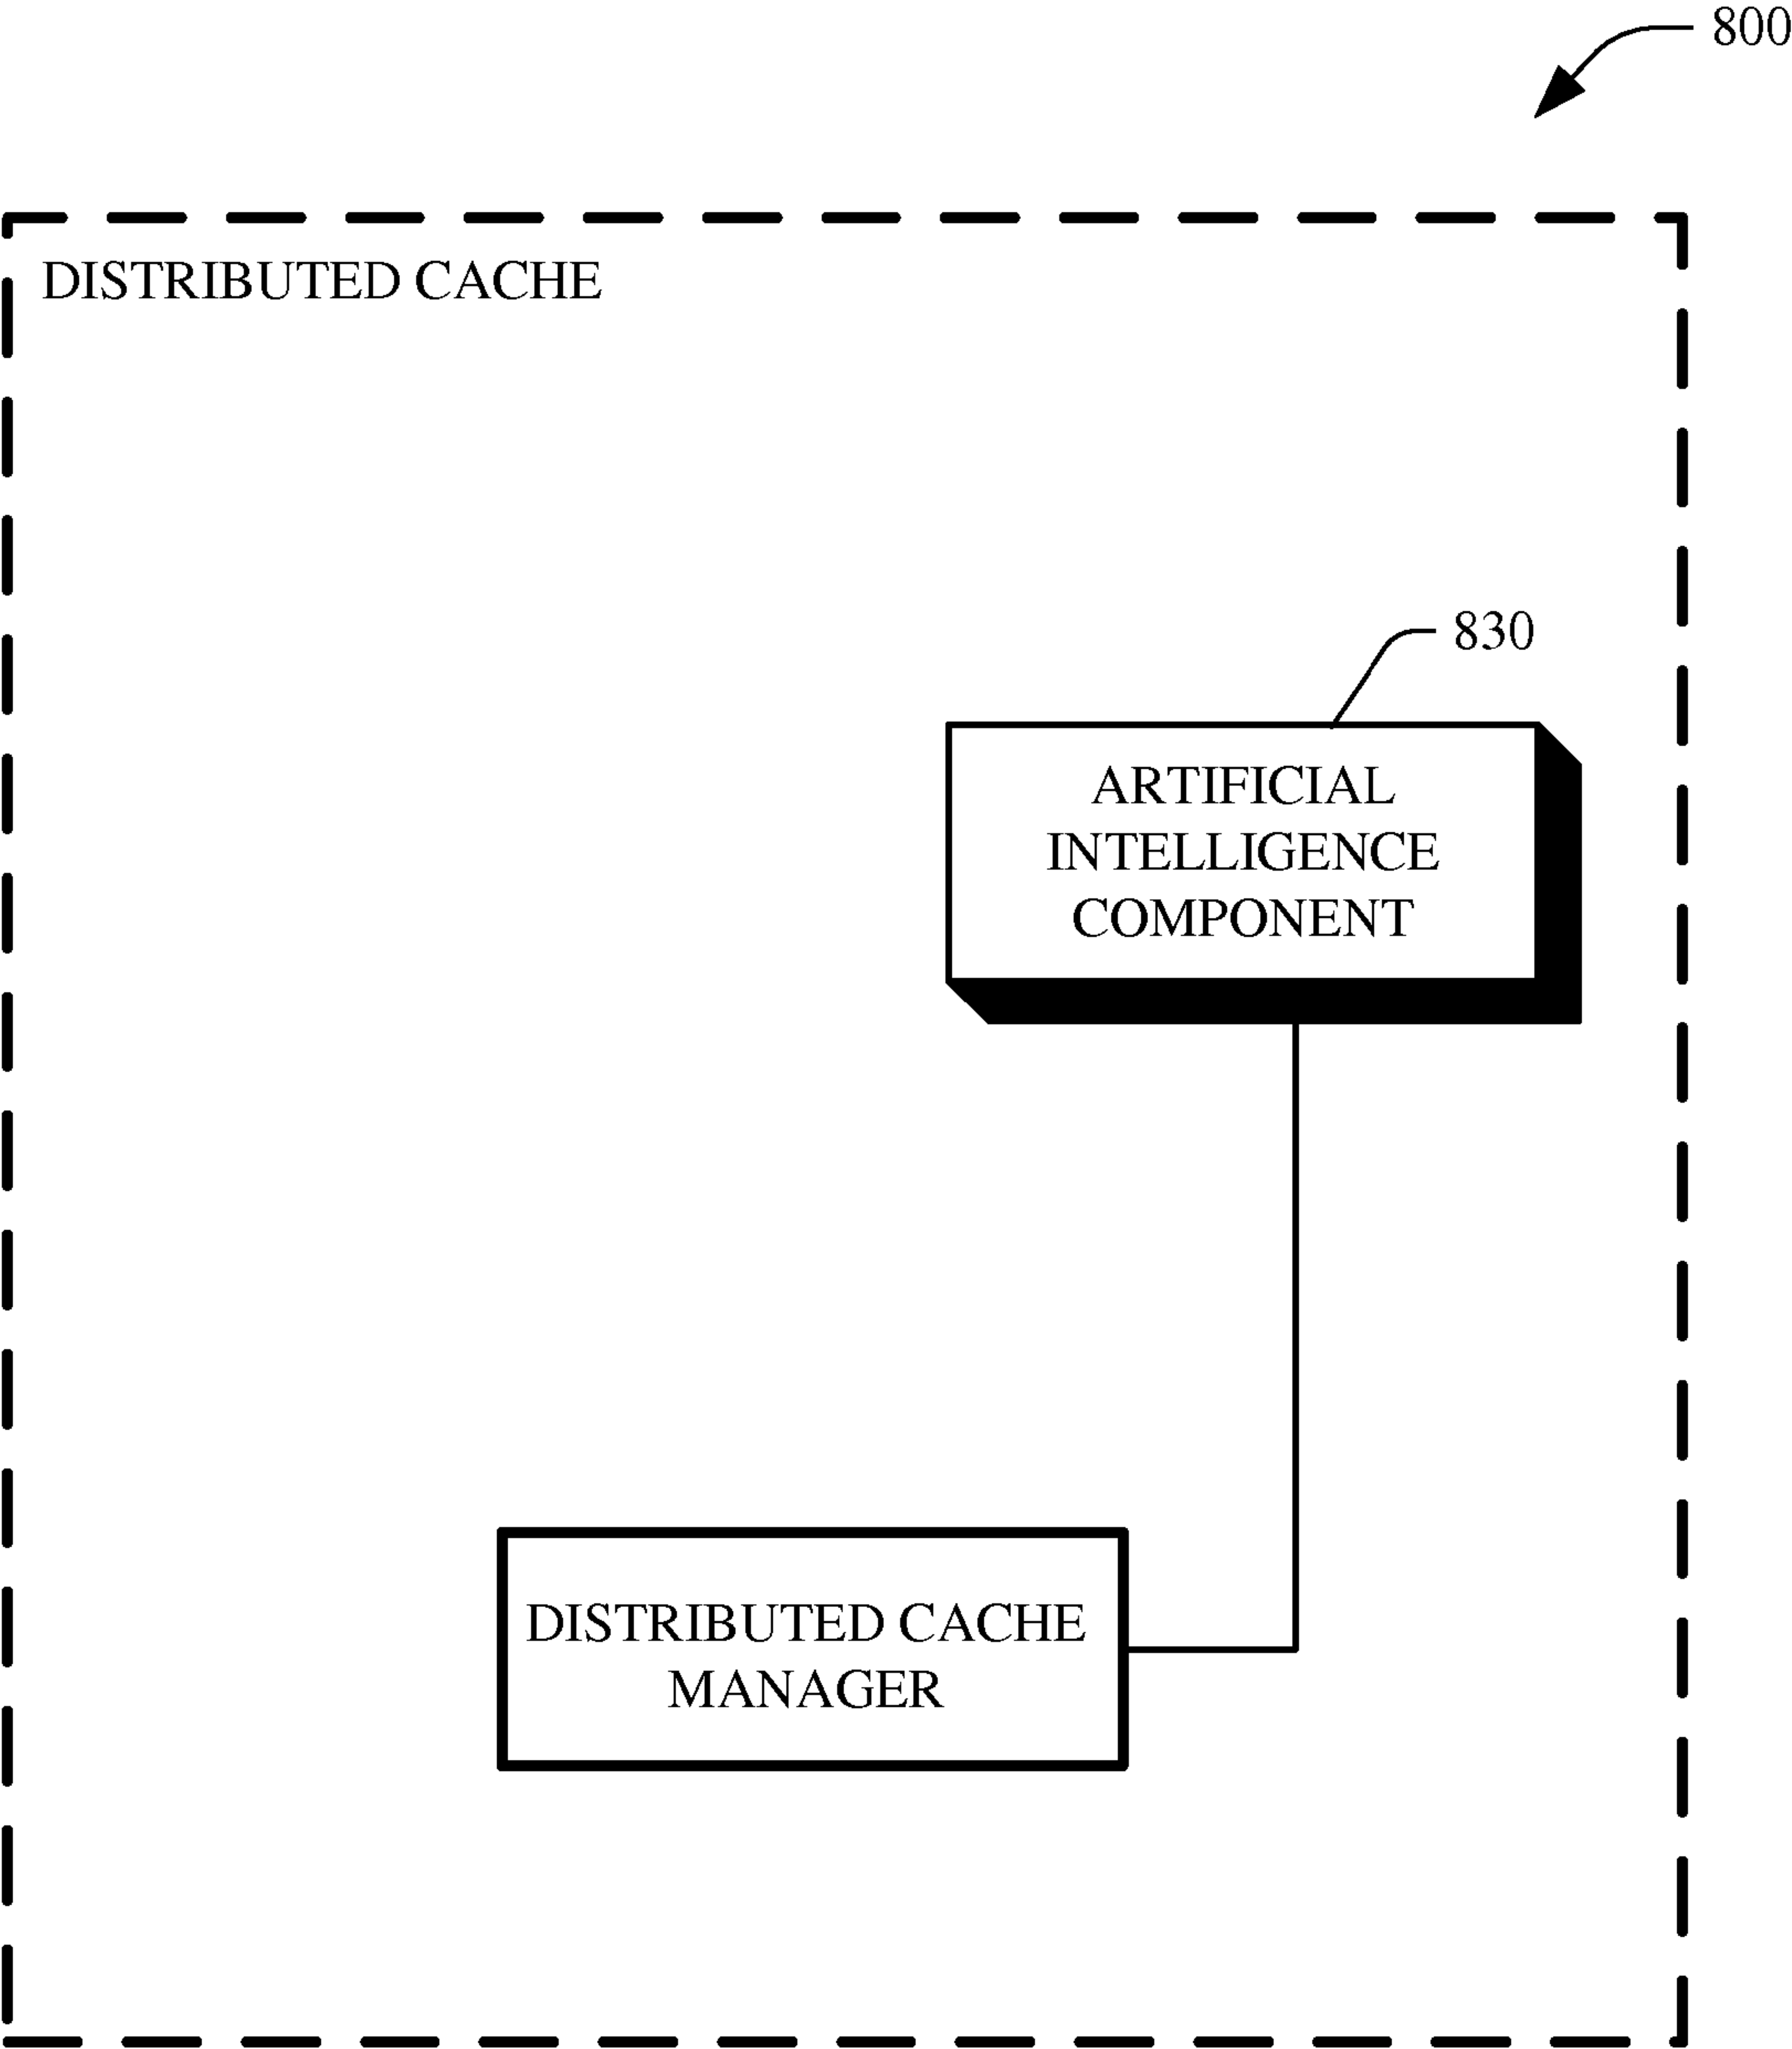 800
DISTRIBUTED CACHE
830
ARTIFICIAL
INTELLIGENCE
COMPONENT
DISTRIBUTED CACHE
MANAGER